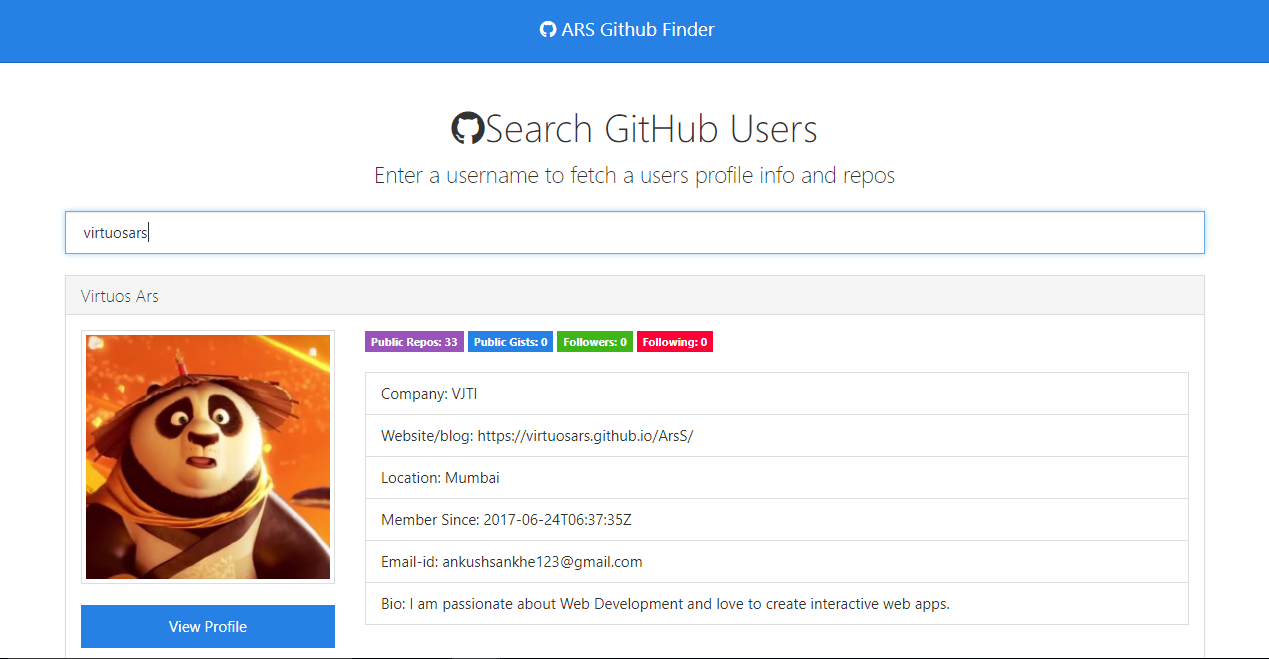 ARS Github Finder
Search GitHub Users
Enter a username to fetch a users profile info and repos
virtuosars
Virtuos Ars
Public Repos: 33 Public Gists: 0 Followers: 0 Following: 0
Company: VJTI
Website/blog: https://virtuosars.github.io/ArsS/
Location: Mumbai
Member Since: 2017-06-24T06:37:35Z
Email-id: ankushsankhe123@gmail.com
Bio: I am passionate about Web Development and love to create interactive web apps.
View Profile